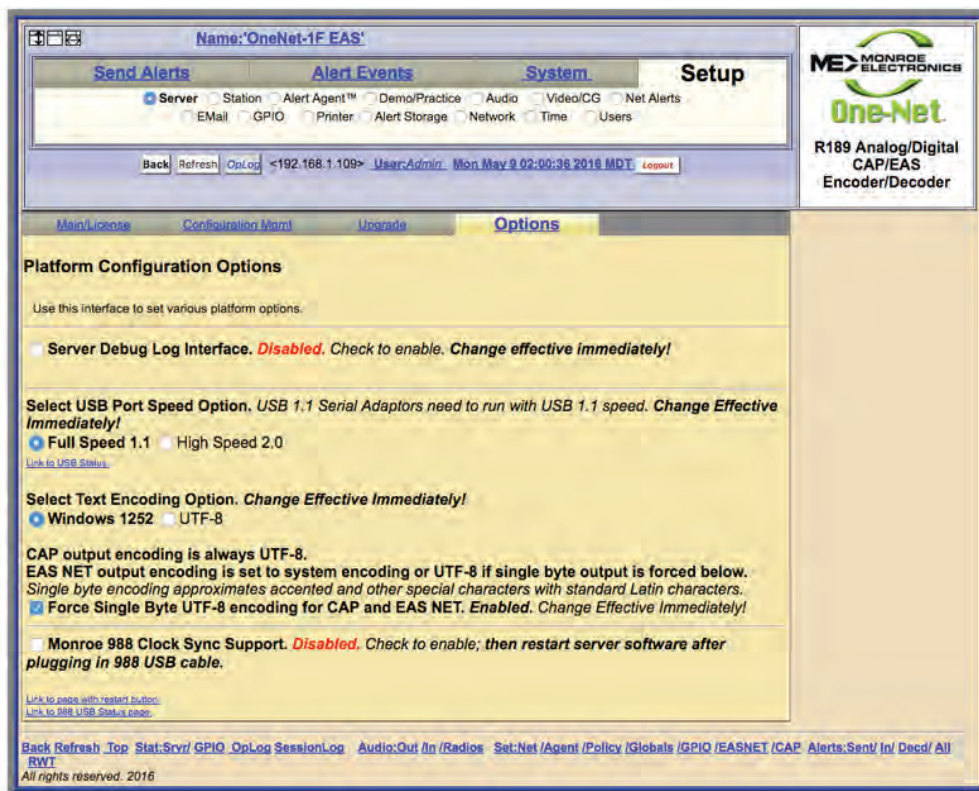 Name:'OneNet-1F EAS'
Send Alerts Alert Events System Setup
Server Station Alert Agent™ Demo/Practice Audio Video/CG Net Alerts
EMail GPIO Printer Alert Storage Network Time Users
Back Refresh OpLog <192.168.1.109> User:Admin Mon May 9 02:00:36 2016 MDT Logout
MONROE
ELECTRONICS
One-Net
R189 Analog/Digital
CAP/EAS
Encoder/Decoder
Main/License Configuration Mgmt Upgrade Options
Platform Configuration Options
Use this interface to set various platform options.
Server Debug Log Interface. Disabled. Check to enable. Change effective immediately!
Select USB Port Speed Option. USB 1.1 Serial Adaptors need to run with USB 1.1 speed. Change Effective
Immediately!
Full Speed 1.1 High Speed 2.0
Link to USB Status.
Select Text Encoding Option. Change Effective Immediately!
Windows 1252 UTF-8
CAP output encoding is always UTF-8.
EAS NET output encoding is set to system encoding or UTF-8 if single byte output is forced below.
Single byte encoding approximates accented and other special characters with standard Latin characters.
Force Single Byte UTF-8 encoding for CAP and EAS NET. Enabled. Change Effective Immediately!
Monroe 988 Clock Sync Support. Disabled. Check to enable; then restart server software after
plugging in 988 USB cable.
Link to page with restart button.
Link to 988 USB Status page.
Back Refresh Top Stat:Srvr/ GPIO OpLog SessionLog Audio:Out /In /Radios Set:Net /Agent /Policy /Globals /GPIO /EASNET /CAP Alerts:Sent/ In/ Decd/ All
RWT
All rights reserved. 2016